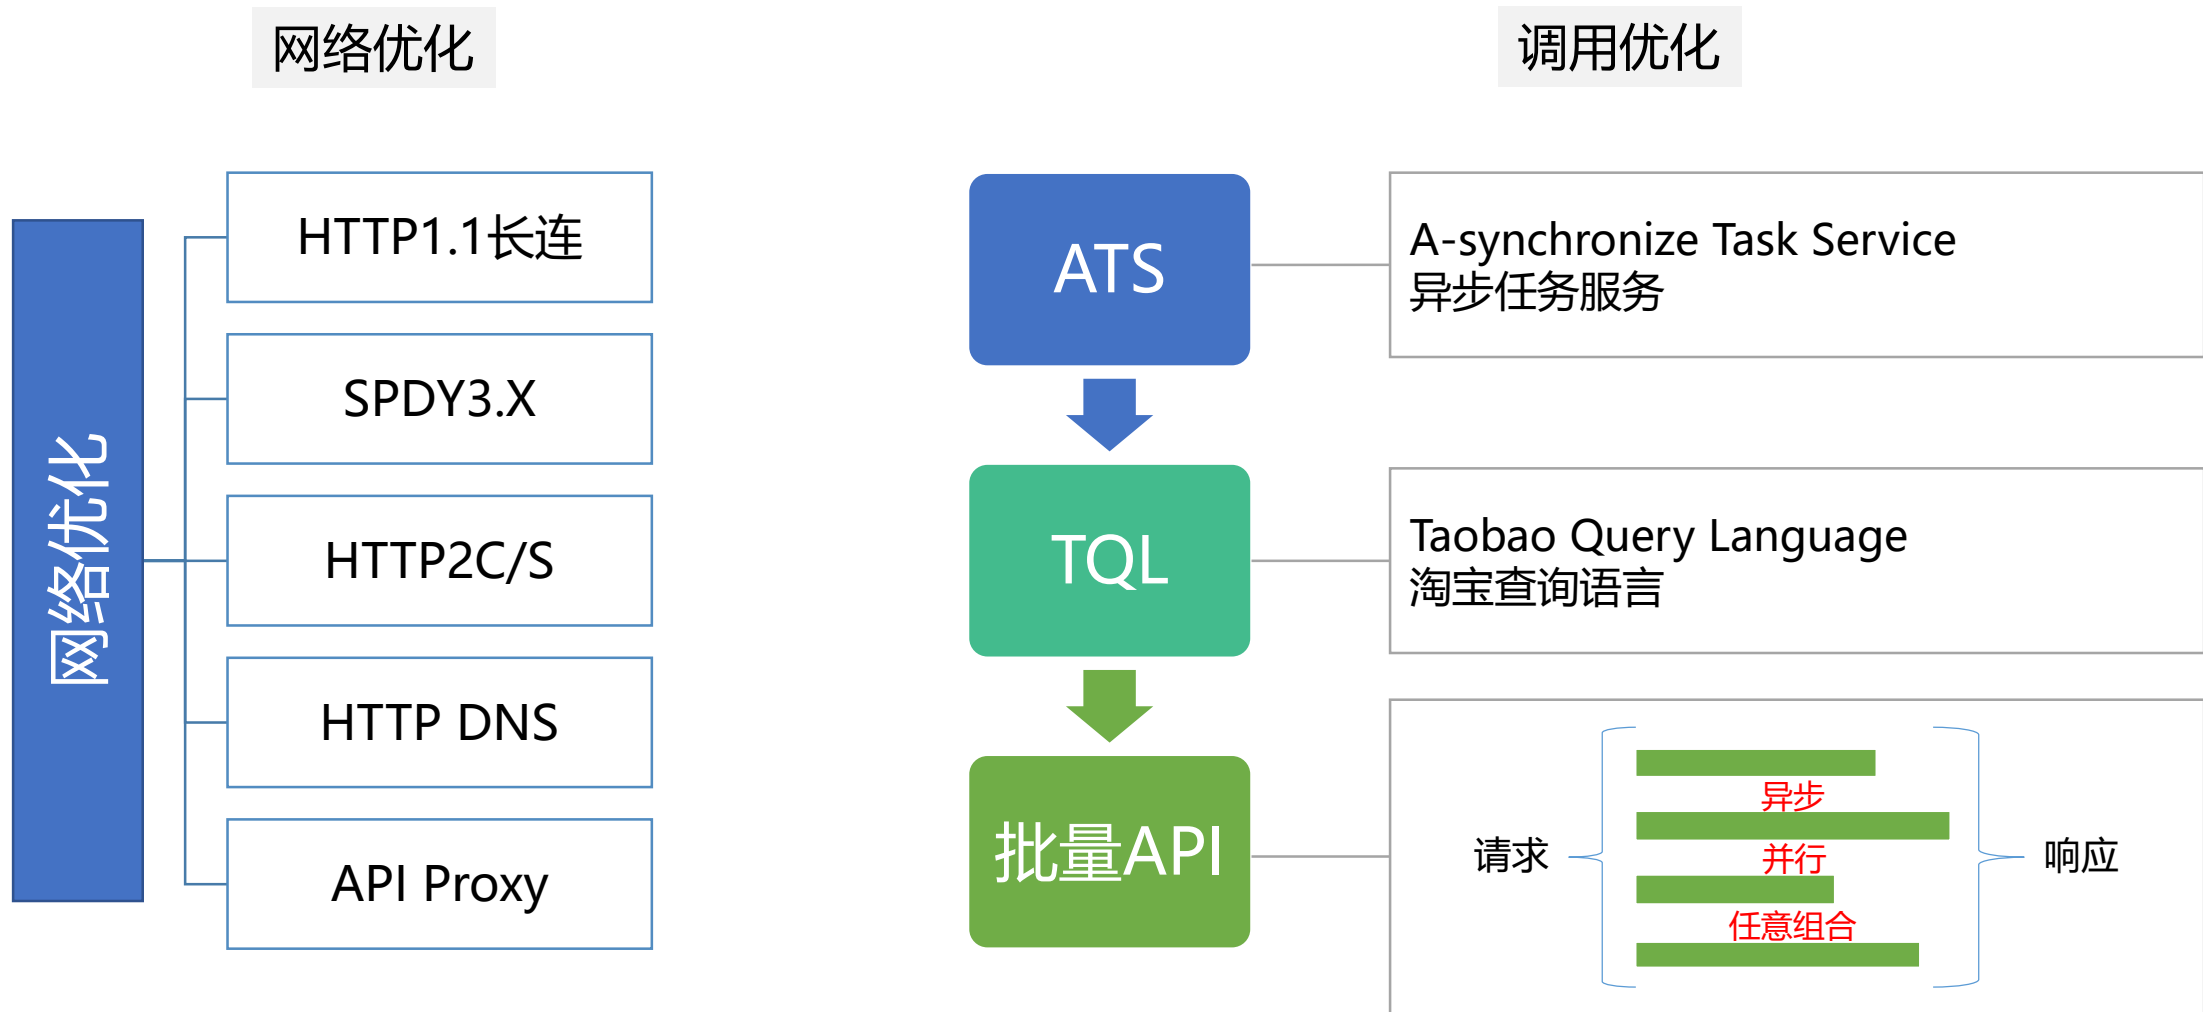 网络优化
调用优化
网络优化
HTTP1.1长连
SPDY3.X
HTTP2C/S
HTTP DNS
API Proxy
ATS
A-synchronize Task Service
异步任务服务
TQL
Taobao Query Language
淘宝查询语言
批量API
请求
异步
并行
任意组合
响应